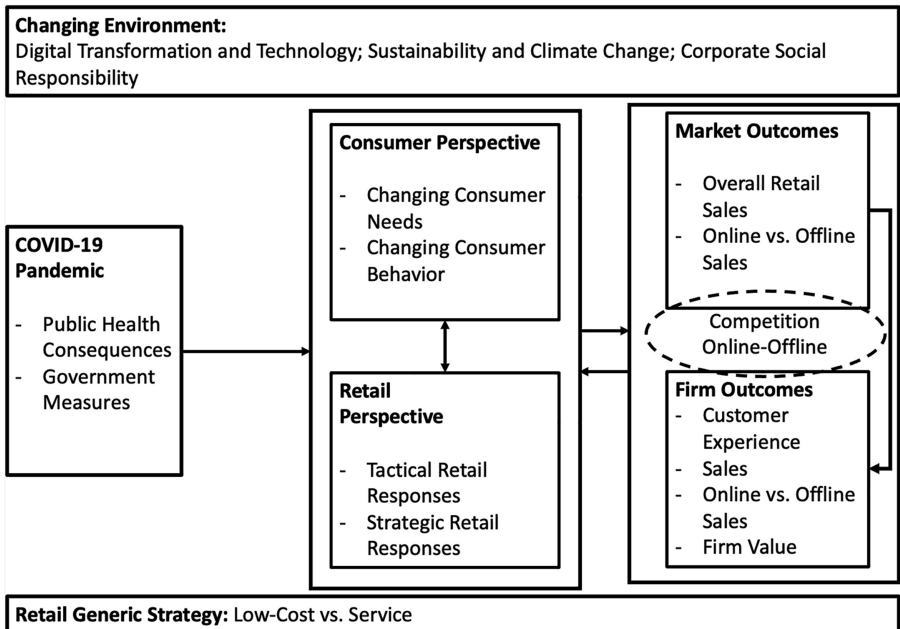 Changing Environment:
Digital Transformation and Technology; Sustainability and Climate Change; Corporate Social
Responsibility
COVID-19
Pandemic
- Public Health
Consequences
- Government
Measures
Consumer Perspective
- Changing Consumer
Needs
- Changing Consumer
Behavior
Retail
Perspective
- Tactical Retail
Responses
- Strategic Retail
Responses
Market Outcomes
- Overall Retail
Sales
- Online vs. Offline
Sales
Competition
Online-Offline
Firm Outcomes
- Customer
Experience
- Sales
- Online vs. Offline
Sales
- Firm Value
Retail Generic Strategy: Low-Cost vs. Service